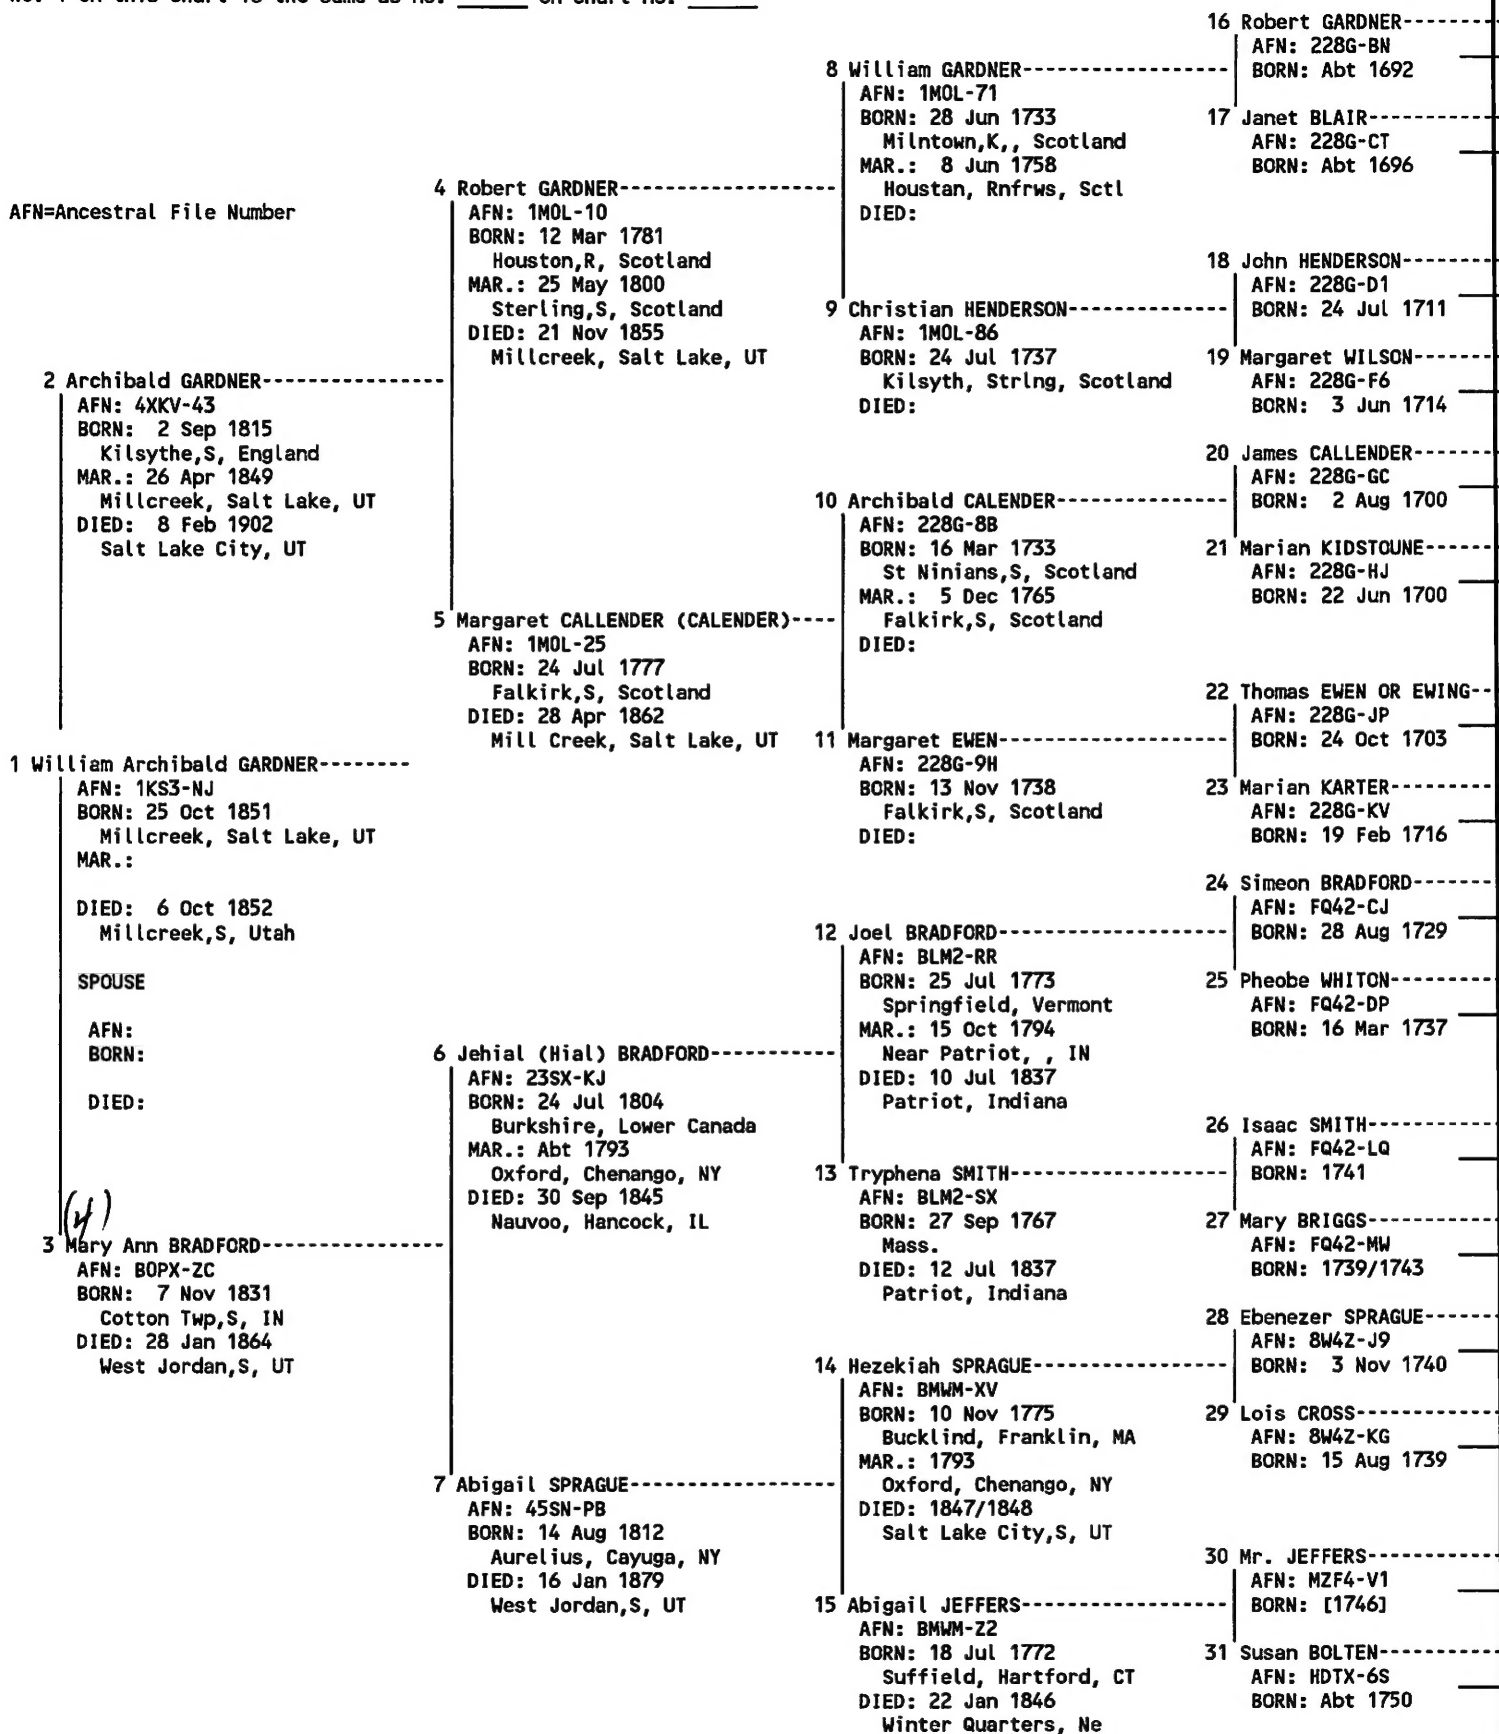 AFN=Ancestral File Number
1 William Archibald GARDNER--------
AFN: 1KS3-NJ
BORN: 25 Oct 1851
Millcreek, Salt Lake, UT
MAR.:
DIED:  6 Oct 1852
Millcreek,S, Utah
SPOUSE
AFN:
BORN:
DIED:
2 Archibald GARDNER----------------
AFN: 4XKV-43
BORN:  2 Sep 1815
Kilsythe,S, England
MAR.: 26 Apr 1849
Millcreek, Salt Lake, UT
DIED:  8 Feb 1902
Salt Lake City, UT
(4)
3 Mary Ann BRADFORD----------------
AFN: B0PX-ZC
BORN:  7 Nov 1831
Cotton Twp,S, IN
DIED: 28 Jan 1864
West Jordan,S, UT
4 Robert GARDNER-------------------
AFN: 1M0L-10
BORN: 12 Mar 1781
Houston,R, Scotland
MAR.: 25 May 1800
Sterling,S, Scotland
DIED: 21 Nov 1855
Millcreek, Salt Lake, UT
5 Margaret CALLENDER (CALENDER)----
AFN: 1M0L-25
BORN: 24 Jul 1777
Falkirk,S, Scotland
DIED: 28 Apr 1862
Mill Creek, Salt Lake, UT
6 Jehial (Hial) BRADFORD-----------
AFN: 23SX-KJ
BORN: 24 Jul 1804
Burkshire, Lower Canada
MAR.: Abt 1793
Oxford, Chenango, NY
DIED: 30 Sep 1845
Nauvoo, Hancock, IL
7 Abigail SPRAGUE------------------
AFN: 45SN-PB
BORN: 14 Aug 1812
Aurelius, Cayuga, NY
DIED: 16 Jan 1879
West Jordan,S, UT
8 William GARDNER------------------
AFN: 1M0L-71
BORN: 28 Jun 1733
Milntown,K,, Scotland
MAR.:  8 Jun 1758
Houstan, Rnfrws, Sctl
DIED:
9 Christian HENDERSON--------------
AFN: 1M0L-86
BORN: 24 Jul 1737
Kilsyth, Strlng, Scotland
DIED:
10 Archibald CALENDER---------------
AFN: 228G-8B
BORN: 16 Mar 1733
St Ninians,S, Scotland
MAR.:  5 Dec 1765
Falkirk,S, Scotland
DIED:
11 Margaret EWEN--------------------
AFN: 228G-9H
BORN: 13 Nov 1738
Falkirk,S, Scotland
DIED:
12 Joel BRADFORD--------------------
AFN: BLM2-RR
BORN: 25 Jul 1773
Springfield, Vermont
MAR.: 15 Oct 1794
Near Patriot, , IN
DIED: 10 Jul 1837
Patriot, Indiana
13 Tryphena SMITH-------------------
AFN: BLM2-SX
BORN: 27 Sep 1767
Mass.
DIED: 12 Jul 1837
Patriot, Indiana
14 Hezekiah SPRAGUE-----------------
AFN: BMWM-XV
BORN: 10 Nov 1775
Bucklind, Franklin, MA
MAR.: 1793
Oxford, Chenango, NY
DIED: 1847/1848
Salt Lake City,S, UT
15 Abigail JEFFERS------------------
AFN: BMWM-Z2
BORN: 18 Jul 1772
Suffield, Hartford, CT
DIED: 22 Jan 1846
Winter Quarters, Ne
16 Robert GARDNER--------
AFN: 228G-BN
BORN: Abt 1692
17 Janet BLAIR-----------
AFN: 228G-CT
BORN: Abt 1696
18 John HENDERSON--------
AFN: 228G-D1
BORN: 24 Jul 1711
19 Margaret WILSON-------
AFN: 228G-F6
BORN:  3 Jun 1714
20 James CALLENDER-------
AFN: 228G-GC
BORN:  2 Aug 1700
21 Marian KIDSTOUNE------
AFN: 228G-HJ
BORN: 22 Jun 1700
22 Thomas EWEN OR EWING--
AFN: 228G-JP
BORN: 24 Oct 1703
23 Marian KARTER---------
AFN: 228G-KV
BORN: 19 Feb 1716
24 Simeon BRADFORD-------
AFN: FQ42-CJ
BORN: 28 Aug 1729
25 Pheobe WHITON---------
AFN: FQ42-DP
BORN: 16 Mar 1737
26 Isaac SMITH-----------
AFN: FQ42-LQ
BORN: 1741
27 Mary BRIGGS-----------
AFN: FQ42-MW
BORN: 1739/1743
28 Ebenezer SPRAGUE------
AFN: 8W4Z-J9
BORN:  3 Nov 1740
29 Lois CROSS------------
AFN: 8W4Z-KG
BORN: 15 Aug 1739
30 Mr. JEFFERS-----------
AFN: MZF4-V1
BORN: [1746]
31 Susan BOLTEN----------
AFN: HDTX-6S
BORN: Abt 1750